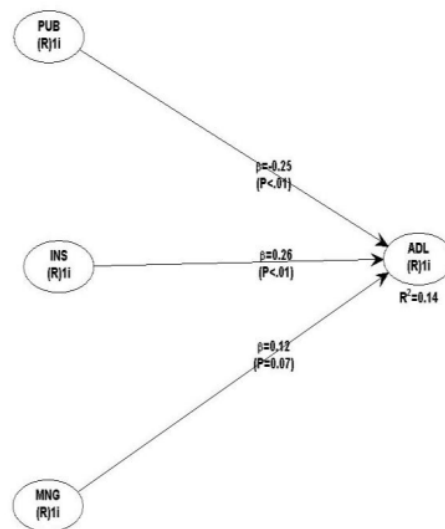 PUB
(R)1i
β=-0.25
(P<.01)
INS
(R)1i
β=0.26
(P<.01)
ADL
(R)1i
R²=0.14
β=0.12
(P=0.07)
MNG
(R)1i